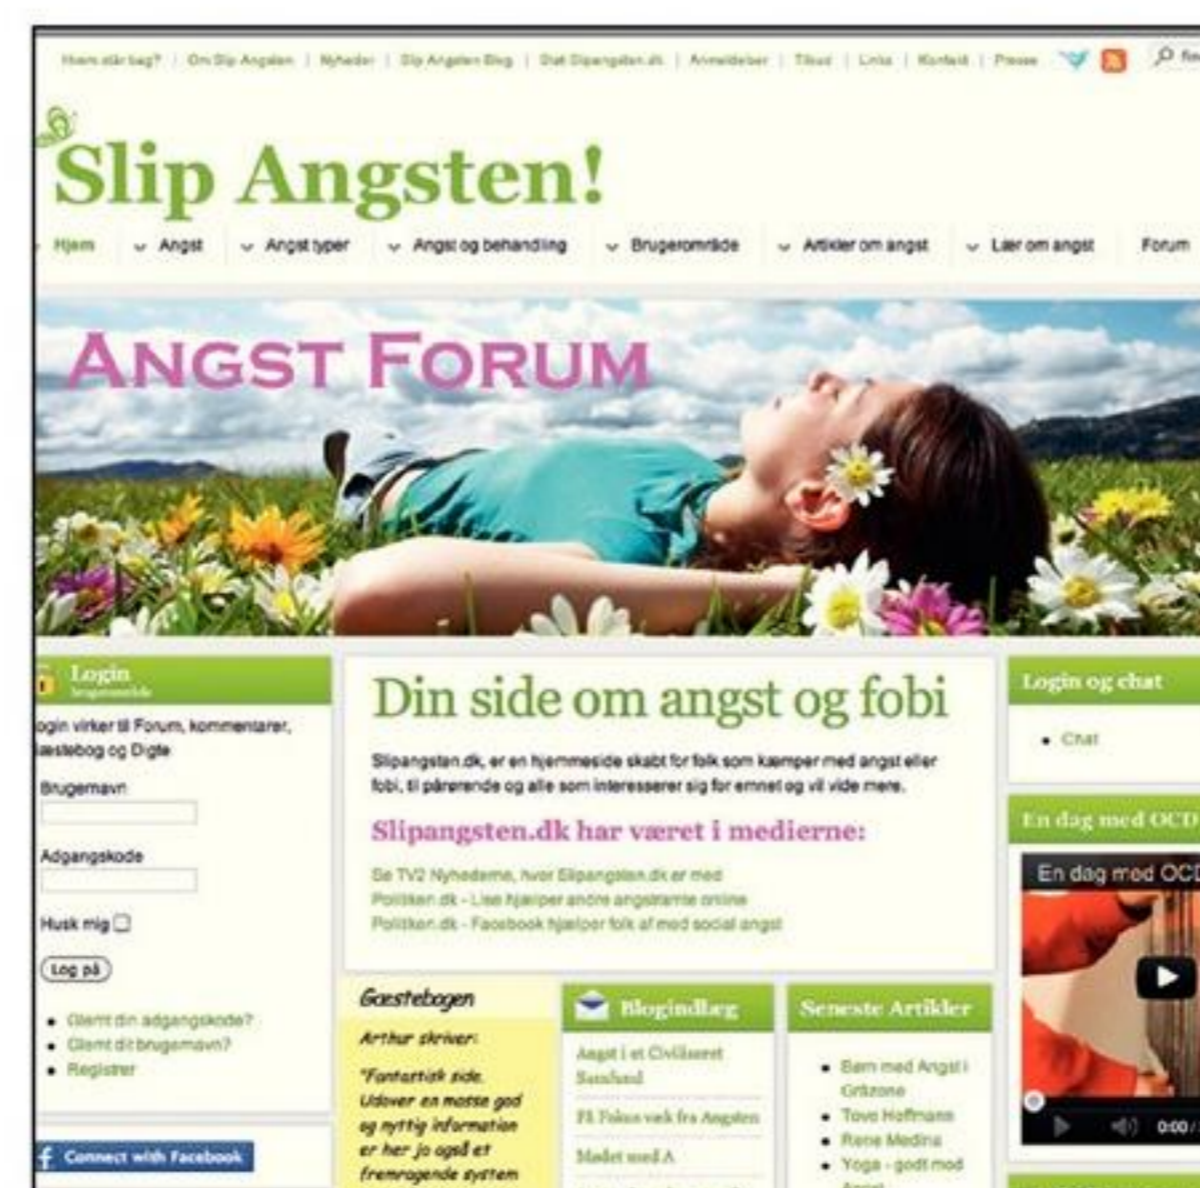 Hvem står bag? | Om Slip Angsten | Nyheder | Slip Angsten Blog | Støt Slipangsten.dk | Anmeldelser | Tilbud | Links | Kontakt | Presse
Slip Angsten!
Hjem Angst Angst typer Angst og behandling Brugerområde Artikler om angst Lær om angst Forum
ANGST FORUM
Login
brugerområde
ogin virker til Forum, kommentarer,
æstebog og Digte
Brugernavn
Adgangskode
Husk mig
Log på
Glemt din adgangskode?
Glemt dit brugernavn?
Registrer
Connect with Facebook
Din side om angst og fobi
Slipangsten.dk, er en hjemmeside skabt for folk som kæmper med angst eller
fobi, til pårørende og alle som interesserer sig for emnet og vil vide mere.
Slipangsten.dk har været i medierne:
Se TV2 Nyhederne, hvor Slipangsten.dk er med
Politiken.dk - Lise hjælper andre angstramte online
Politiken.dk - Facebook hjælper folk af med social angst
Gæstebogen
Arthur skriver:
"Fantastisk side.
Udover en masse god
og nyttig information
er her jo også et
fremragende system
Blogindlæg
Angst i et Civiliseret
Samfund
Få Fokus væk fra Angsten
Mødet med A
Seneste Artikler
Børn med Angst i
Gråzone
Tove Hoffmann
Rene Medina
Yoga - godt mod
Angst
Login og chat
Chat
En dag med OCD
En dag med OCD
0:00 /